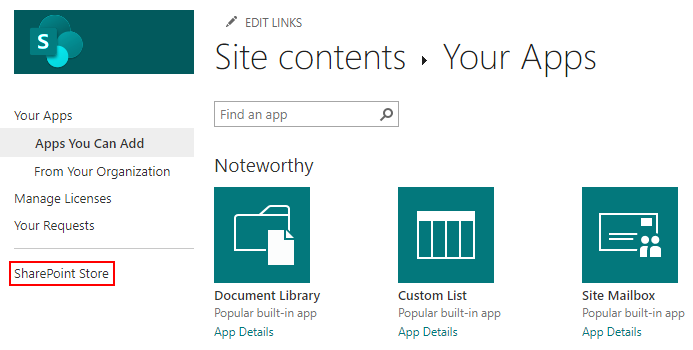 S
EDIT LINKS
Site contents ▸ Your Apps
Your Apps
Apps You Can Add
From Your Organization
Manage Licenses
Your Requests
SharePoint Store
Find an app
Noteworthy
Document Library
Popular built-in app
App Details
Custom List
Popular built-in app
App Details
Site Mailbox
Popular built-in app
App Details